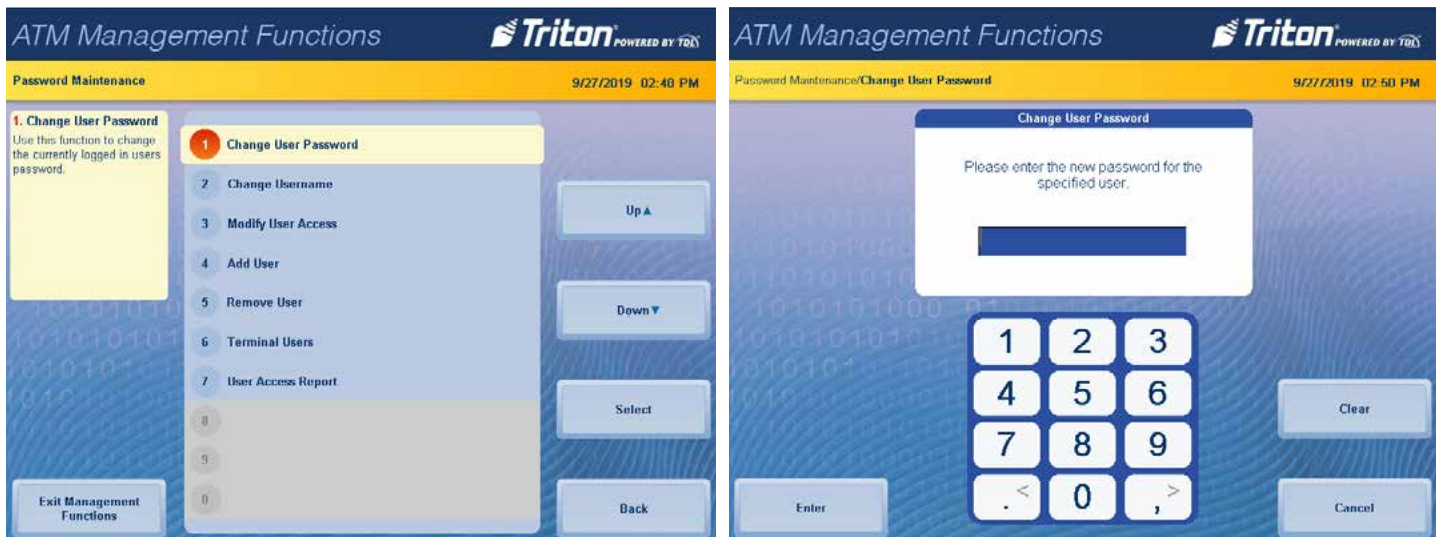 ATM Management Functions
Triton POWERED BY TDL
Password Maintenance
9/27/2019 02:40 PM
1. Change User Password
Use this function to change
the currently logged in users
password.
1 Change User Password
2 Change Username
3 Modify User Access
4 Add User
5 Remove User
6 Terminal Users
7 User Access Report
8
9
0
Up▲
Down▼
Select
Back
Exit Management
Functions
ATM Management Functions
Triton POWERED BY TDL
Password Maintenance/Change User Password
9/27/2019 02:50 PM
Change User Password
Please enter the new password for the
specified user.
1 2 3
4 5 6
7 8 9
.< 0 ,>
Clear
Enter
Cancel